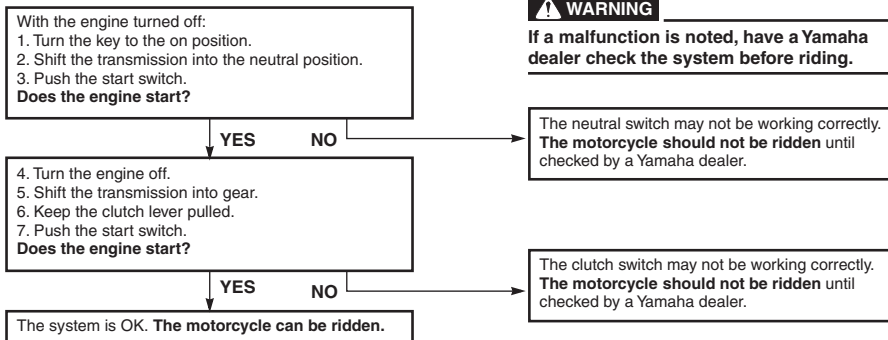 With the engine turned off:
1. Turn the key to the on position.
2. Shift the transmission into the neutral position.
3. Push the start switch.
Does the engine start?
WARNING
If a malfunction is noted, have a Yamaha
dealer check the system before riding.
YES NO
The neutral switch may not be working correctly.
The motorcycle should not be ridden until
checked by a Yamaha dealer.
4. Turn the engine off.
5. Shift the transmission into gear.
6. Keep the clutch lever pulled.
7. Push the start switch.
Does the engine start?
YES NO
The clutch switch may not be working correctly.
The motorcycle should not be ridden until
checked by a Yamaha dealer.
The system is OK. The motorcycle can be ridden.